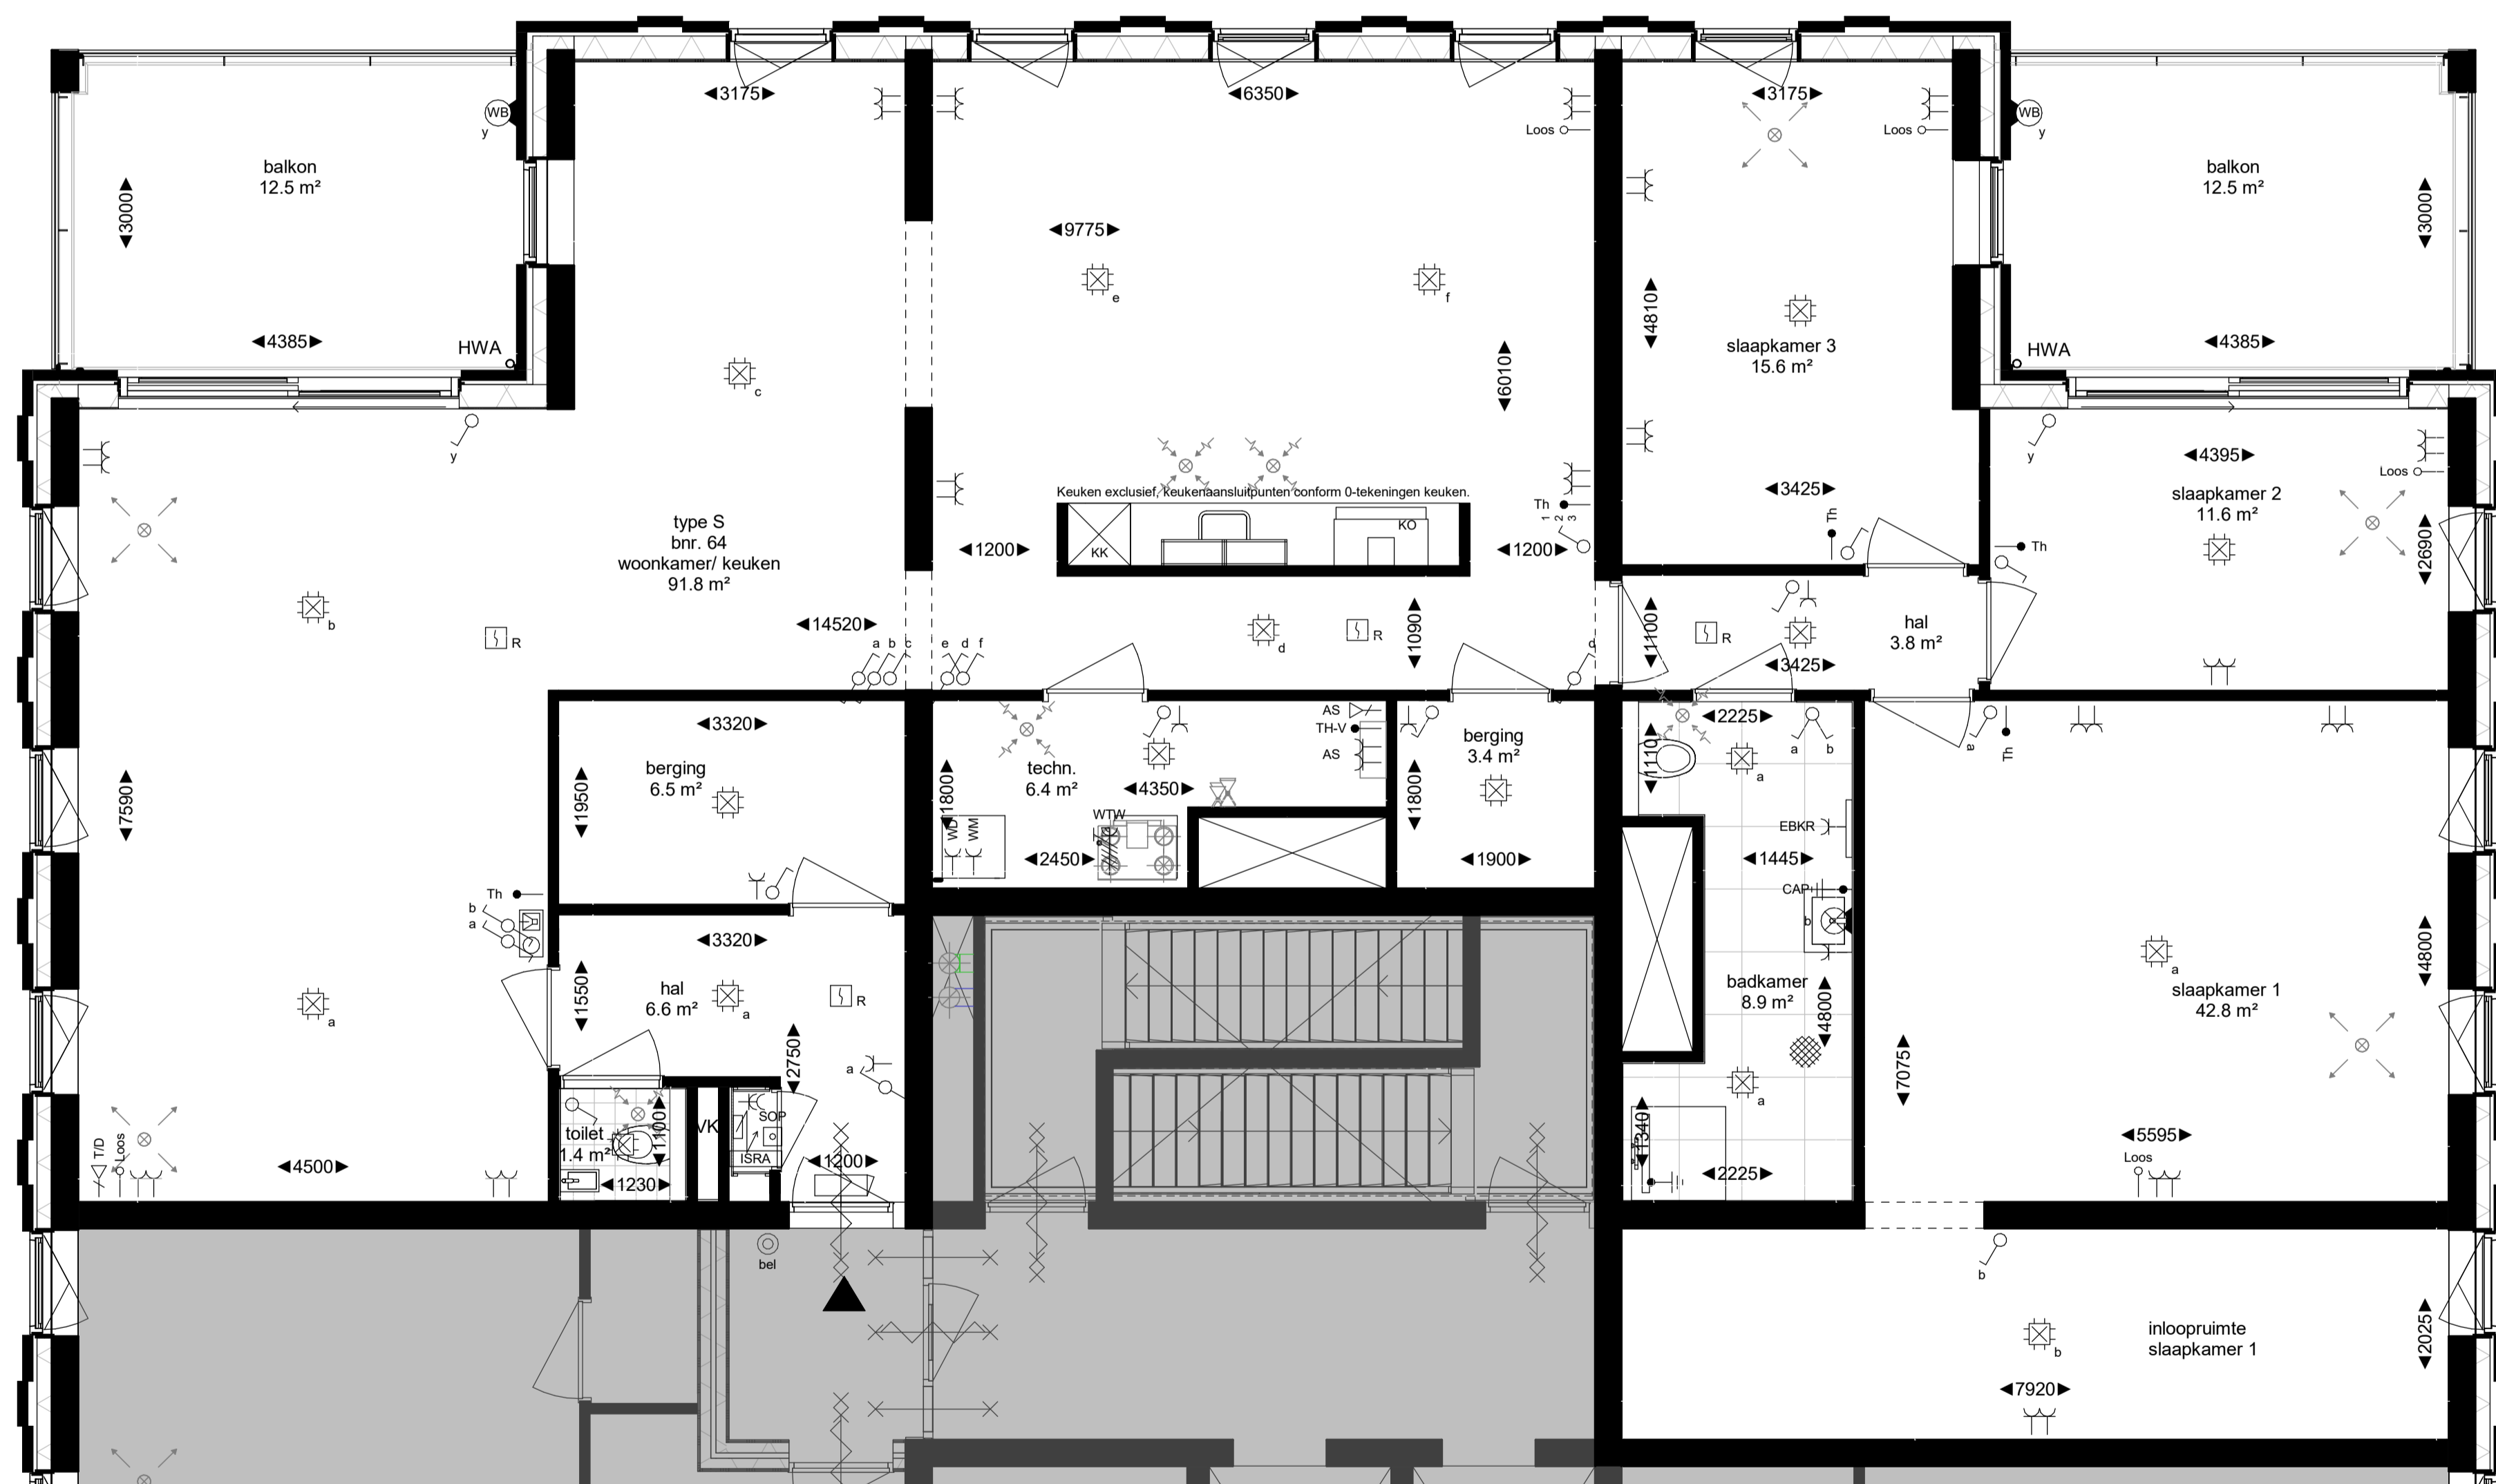 3175
6350
3175
WB
y
Loos
Loos
WB
y
balkon
12.5 m²
balkon
12.5 m²
3000
3000
9775
e
f
4810
4385
HWA
slaapkamer 3
15.6 m²
HWA
4385
6010
c
y
y
4395
Loos
slaapkamer 2
11.6 m²
Keuken exclusief, keukenaansluitpunten conform 0-tekeningen keuken.
3425
Th
1
2
3
Th
KO
KK
type S
bnr. 64
woonkamer/ keuken
91.8 m²
1200
1200
Th
2690
b
R
14520
a b c
e d f
d
R
1090
d
1100
R
hal
3.8 m²
3425
3320
berging
6.5 m²
1950
techn.
6.4 m²
1800
4350
AS
TH-V
AS
berging
3.4 m²
1800
1900
2225
1110
a
a b
a
Th
WD
WM
WTW
2450
EBKR
1445
CAP
b
7590
Th
b
a
3320
hal
6.6 m²
1550
a
R
2750
a
a
badkamer
8.9 m²
4800
a
slaapkamer 1
42.8 m²
4800
7075
a
T/D
Loos
4500
toilet
1.4 m²
1100
1230
VK
SOP
ISRA
1200
1340
2225
5595
Loos
bel
b
inloopruimte
slaapkamer 1
b
2025
7920